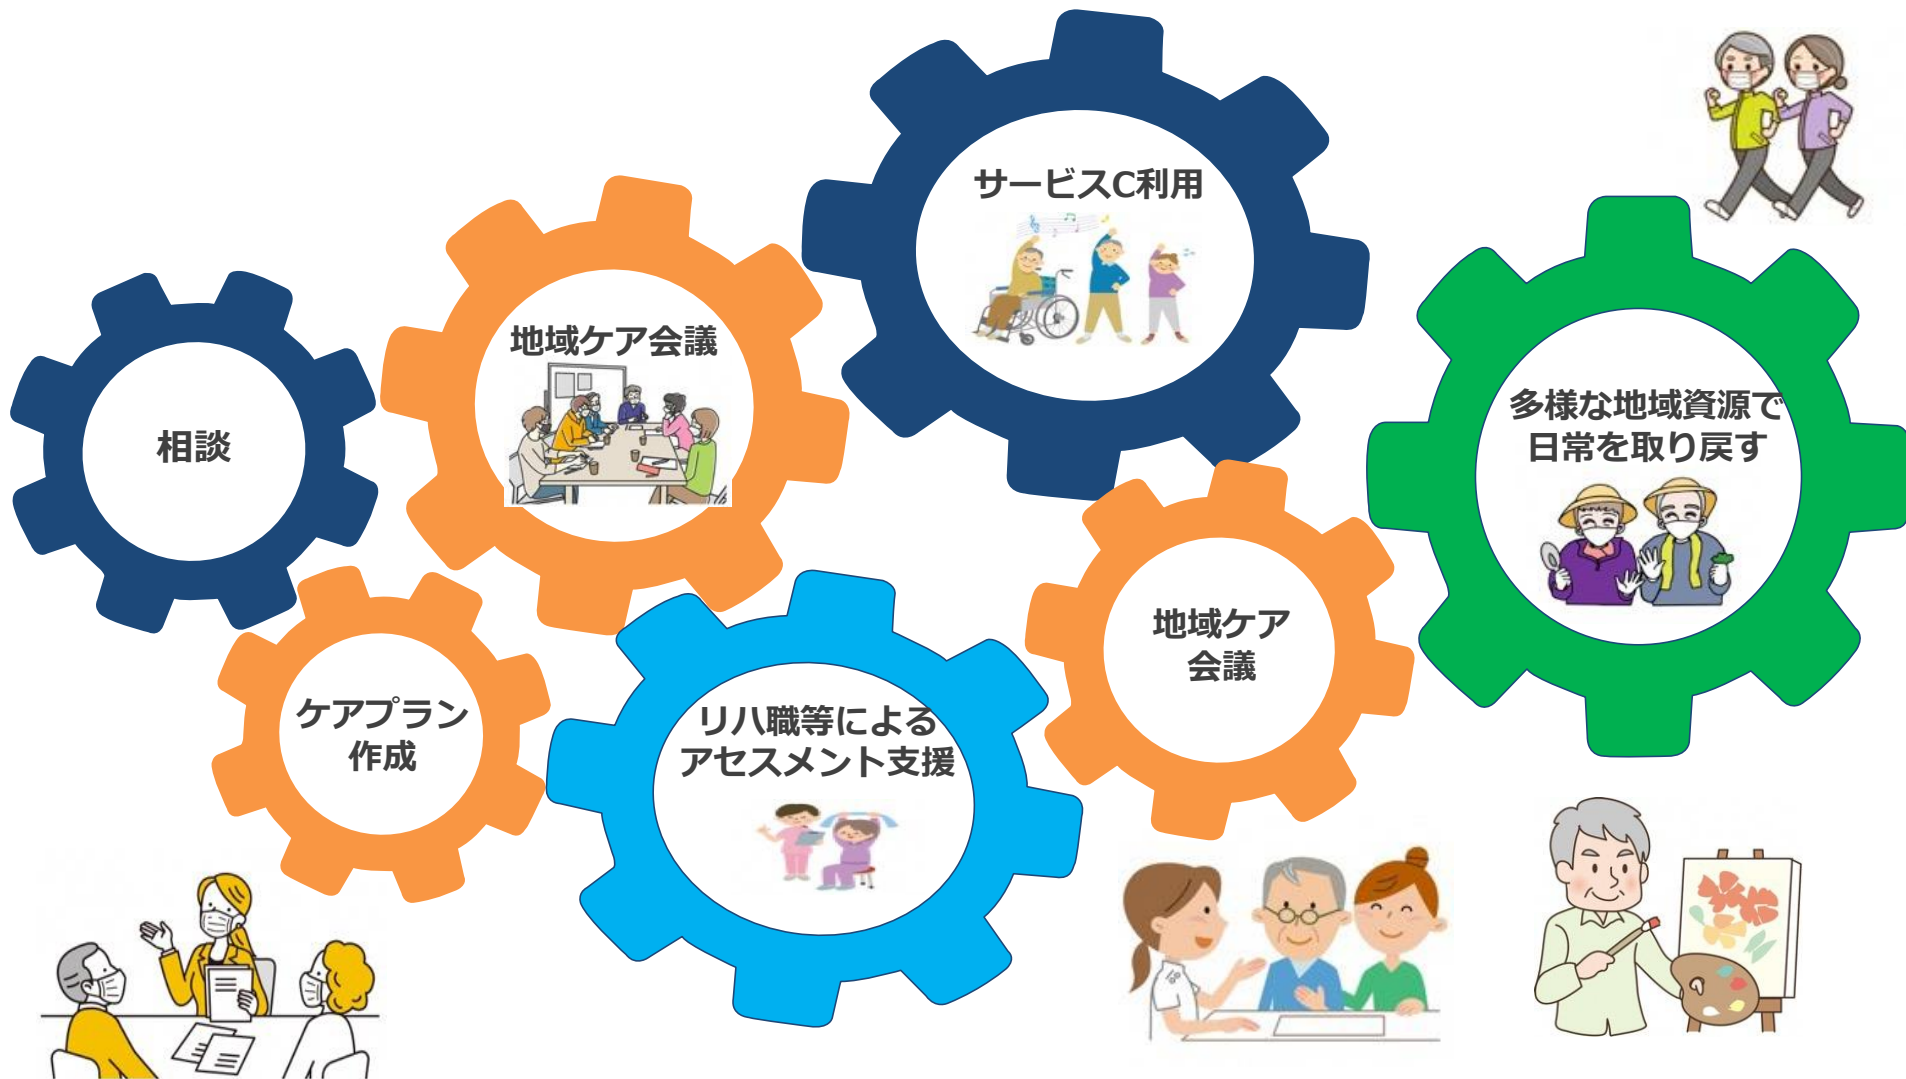 相談
ケアプラン
作成
地域ケア会議
リハ職等による
アセスメント支援
サービスC利用
地域ケア
会議
多様な地域資源で
日常を取り戻す